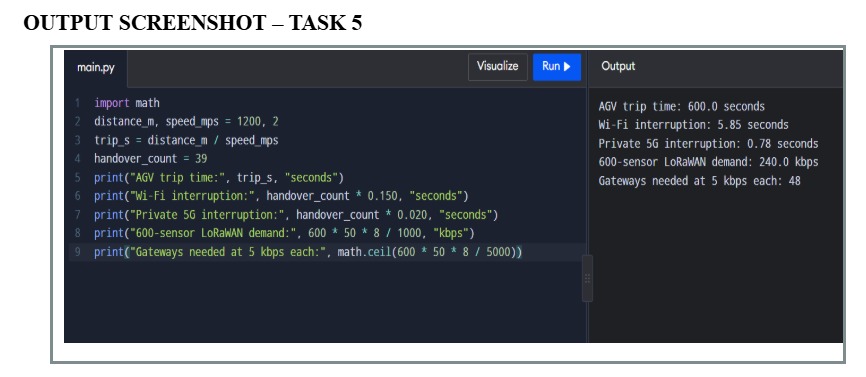 OUTPUT SCREENSHOT – TASK 5
main.py
Visualize
Run
Output
1 import math
2 distance_m, speed_mps = 1200, 2
3 trip_s = distance_m / speed_mps
4 handover_count = 39
5 print("AGV trip time:", trip_s, "seconds")
6 print("Wi-Fi interruption:", handover_count * 0.150, "seconds")
7 print("Private 5G interruption:", handover_count * 0.020, "seconds")
8 print("600-sensor LoRaWAN demand:", 600 * 50 * 8 / 1000, "kbps")
9 print("Gateways needed at 5 kbps each:", math.ceil(600 * 50 * 8 / 5000))
AGV trip time: 600.0 seconds
Wi-Fi interruption: 5.85 seconds
Private 5G interruption: 0.78 seconds
600-sensor LoRaWAN demand: 240.0 kbps
Gateways needed at 5 kbps each: 48